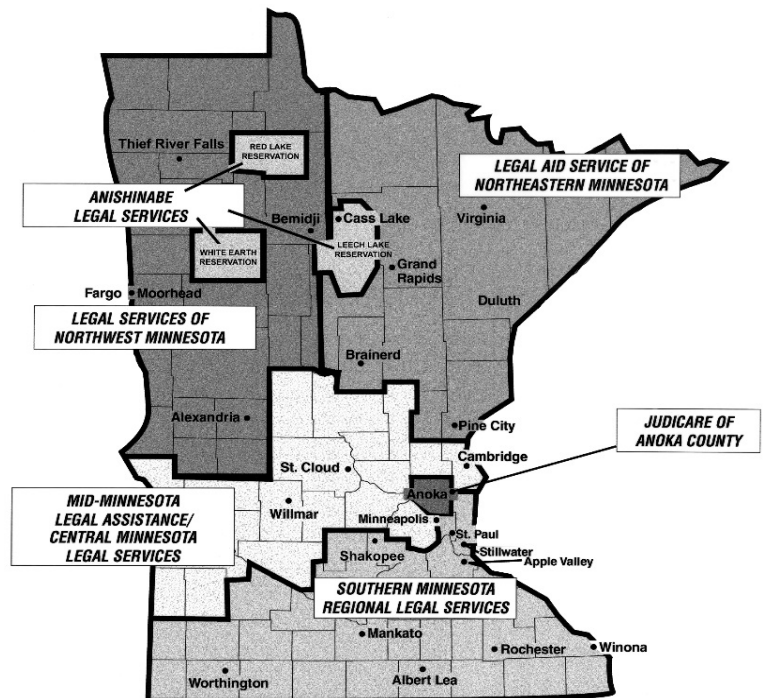 Thief River Falls
RED LAKE
RESERVATION
LEGAL AID SERVICE OF
NORTHEASTERN MINNESOTA
ANISHINABE
LEGAL SERVICES
Bemidji
Cass Lake
Virginia
WHITE EARTH
RESERVATION
LEECH LAKE
RESERVATION
Grand
Rapids
Fargo
Moorhead
Duluth
LEGAL SERVICES OF
NORTHWEST MINNESOTA
Brainerd
Alexandria
Pine City
JUDICARE OF
ANOKA COUNTY
Cambridge
St. Cloud
MID-MINNESOTA
LEGAL ASSISTANCE/
CENTRAL MINNESOTA
LEGAL SERVICES
Willmar
Anoka
Minneapolis
St. Paul
Stillwater
Shakopee
Apple Valley
SOUTHERN MINNESOTA
REGIONAL LEGAL SERVICES
Mankato
Rochester
Winona
Worthington
Albert Lea